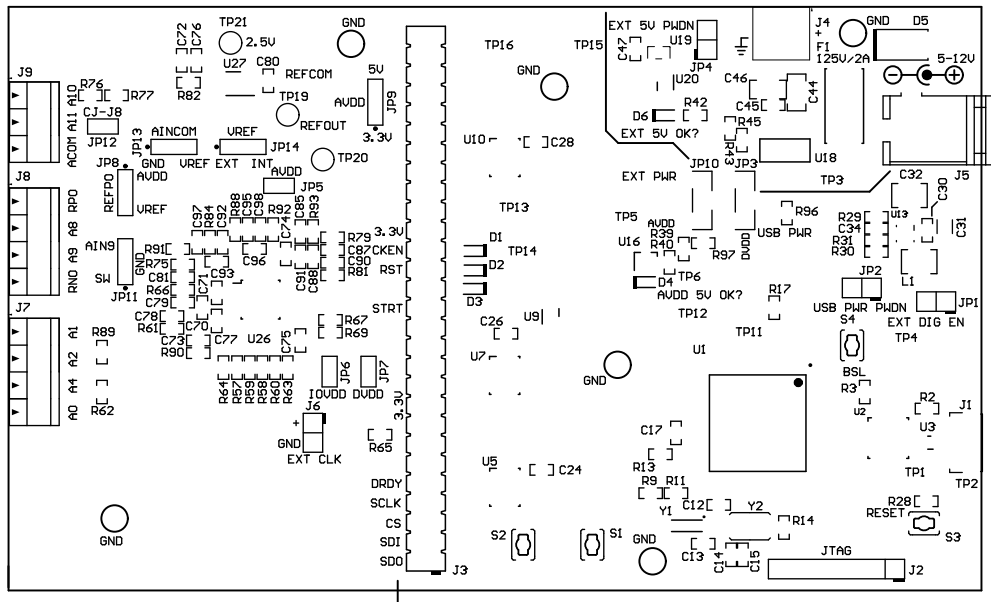 TP21
GND
C72
C76
2.5V
U27
C80
REFCOM
5V
J9
R76
R77
R82
TP19
REFOUT
AVDD
JP9
3.3V
A10
A11
ACOM
CJ-J8
JP12
JP13
AINCOM
VREF
GND
VREF
EXT
INT
JP14
TP20
J8
JP8
AVDD
REFP0
VREF
AVDD
JP5
RP0
A8
A9
RN0
C97
R84
C92
R88
C95
C98
R92
C74
C85
R93
R79
C87
C90
R81
3.3V
CKEN
RST
STRT
AIN9
GND
SW
JP11
R91
R75
C81
R66
C79
C93
C96
C91
C88
C71
J7
C78
R61
C70
C77
U26
C75
R67
R69
A1
A2
A4
A0
R89
R62
C73
R90
R64
R57
R59
R58
R60
R63
JP6
JP7
IOVDD
DVDD
3.3V
J6
+
GND
EXT CLK
R65
GND
DRDY
SCLK
CS
SDI
SDO
J3
TP16
TP15
GND
EXT 5V PWDN
C47
U19
JP4
U20
D6
R42
EXT 5V OK?
J4
+
F1
125V/2A
GND
D5
5-12V
C46
C45
C44
R45
R43
U18
J5
U10
C28
JP10
JP3
EXT PWR
TP3
TP13
TP5
AVDD
R39
R40
U16
R97
DVDD
R96
USB PWR
C32
C30
C31
R29
C34
R31
R30
U13
L1
D1
TP14
D2
D3
D4
TP6
AVDD 5V OK?
TP12
R17
TP11
JP2
USB PWR PWDN
JP1
EXT DIG EN
TP4
S4
BSL
C26
U9
U7
GND
U1
R3
U2
R2
U3
J1
TP1
TP2
U5
C24
C17
R13
R9
R11
C12
Y1
Y2
R14
C13
C14
C15
R28
RESET
S3
S2
S1
GND
JTAG
J2